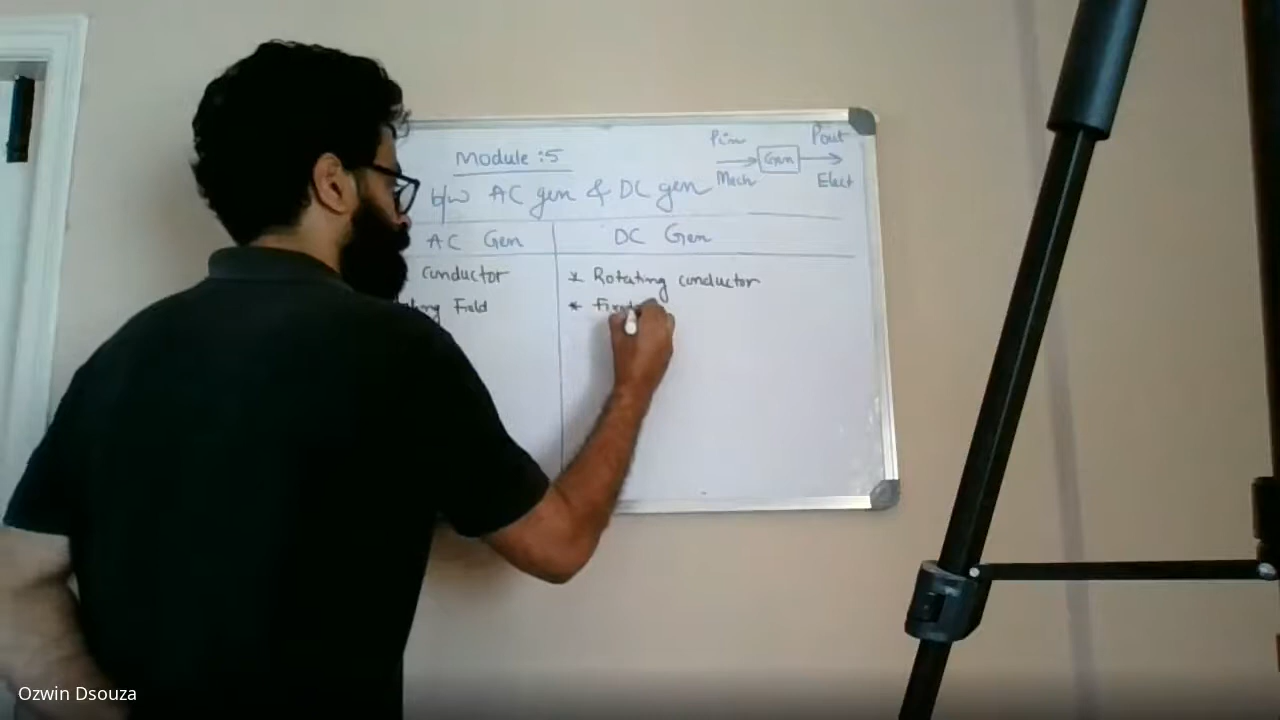 Module :5
Pin
Pout
Gen
Mech
Elect
b/w AC gen & DC gen
AC Gen
DC Gen
conductor
* Rotating conductor
Field
*
Ozwin Dsouza